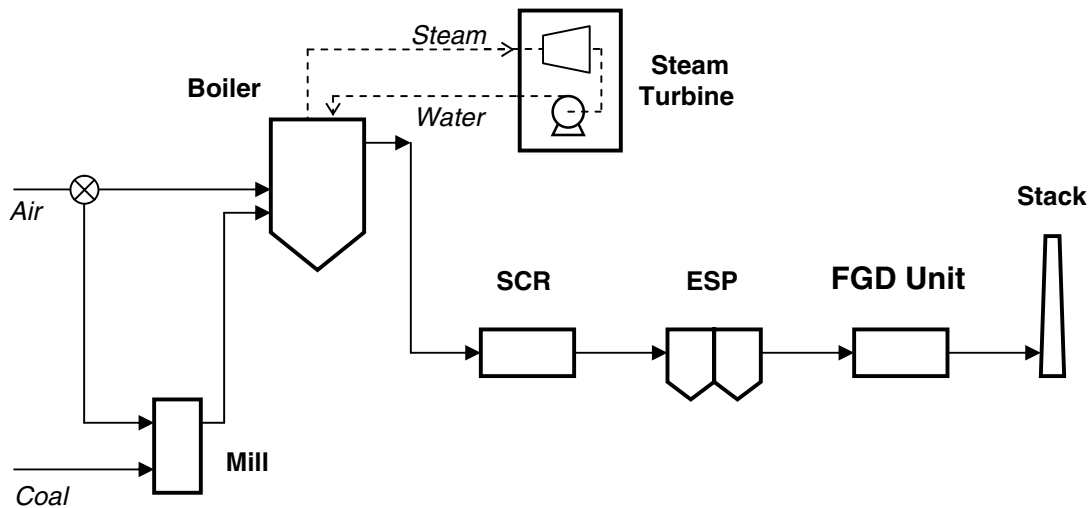 Steam
Steam
Turbine
Boiler
Water
Air
Stack
SCR
ESP
FGD Unit
Mill
Coal